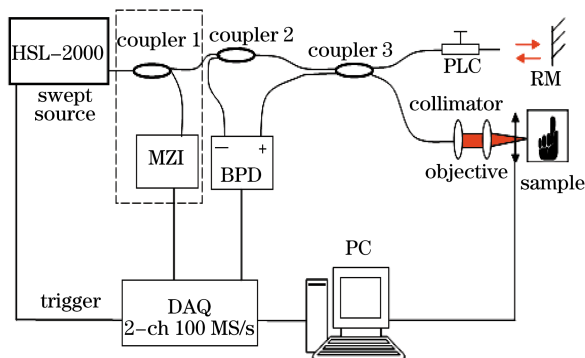 HSL-2000
swept
source
coupler 1
coupler 2
coupler 3
PLC
RM
collimator
objective
sample
MZI
− +
BPD
PC
trigger
DAQ
2-ch 100 MS/s